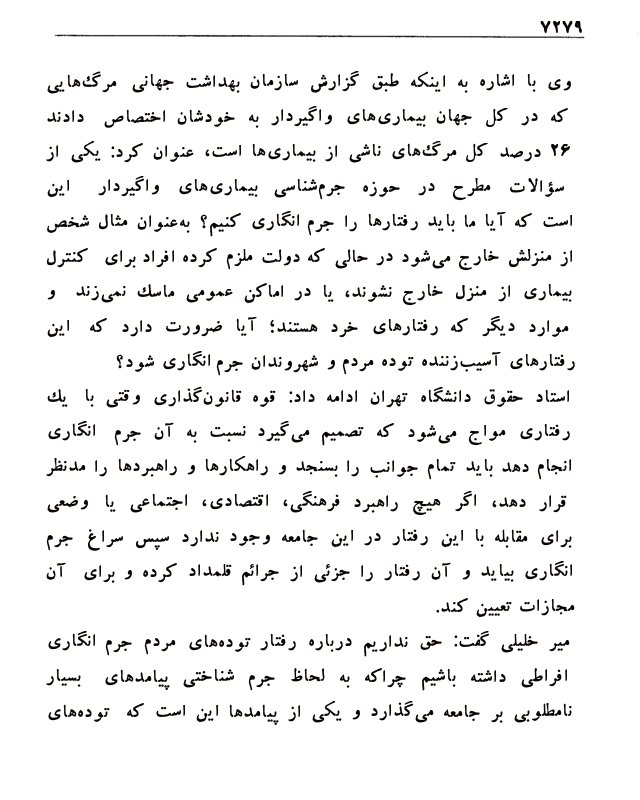 ۷۲۷۹
وی با اشاره به اینکه طبق گزارش سازمان بهداشت جهانی مرگ‌هایی
که در کل جهان بیماری‌های واگیردار به خودشان اختصاص دادند
۲۶ درصد کل مرگ‌های ناشی از بیماری‌ها است، عنوان کرد: یکی از
سؤالات مطرح در حوزه جرم‌شناسی بیماری‌های واگیردار این
است که آیا ما باید رفتارها را جرم انگاری کنیم؟ به‌عنوان مثال شخص
از منزلش خارج می‌شود در حالی که دولت ملزم کرده افراد برای کنترل
بیماری از منزل خارج نشوند، یا در اماکن عمومی ماسك نمی‌زند و
موارد دیگر که رفتارهای خرد هستند؛ آیا ضرورت دارد که این
رفتارهای آسیب‌زننده توده مردم و شهروندان جرم انگاری شود؟
استاد حقوق دانشگاه تهران ادامه داد: قوه قانون‌گذاری وقتی با یك
رفتاری مواج می‌شود که تصمیم می‌گیرد نسبت به آن جرم انگاری
انجام دهد باید تمام جوانب را بسنجد و راهکارها و راهبردها را مدنظر
قرار دهد، اگر هیچ راهبرد فرهنگی، اقتصادی، اجتماعی یا وضعی
برای مقابله با این رفتار در این جامعه وجود ندارد سپس سراغ جرم
انگاری بیاید و آن رفتار را جزئی از جرائم قلمداد کرده و برای آن
مجازات تعیین کند.
میر خلیلی گفت: حق نداریم درباره رفتار توده‌های مردم جرم انگاری
افراطی داشته باشیم چراکه به لحاظ جرم شناختی پیامدهای بسیار
نامطلوبی بر جامعه می‌گذارد و یکی از پیامدها این است که توده‌های